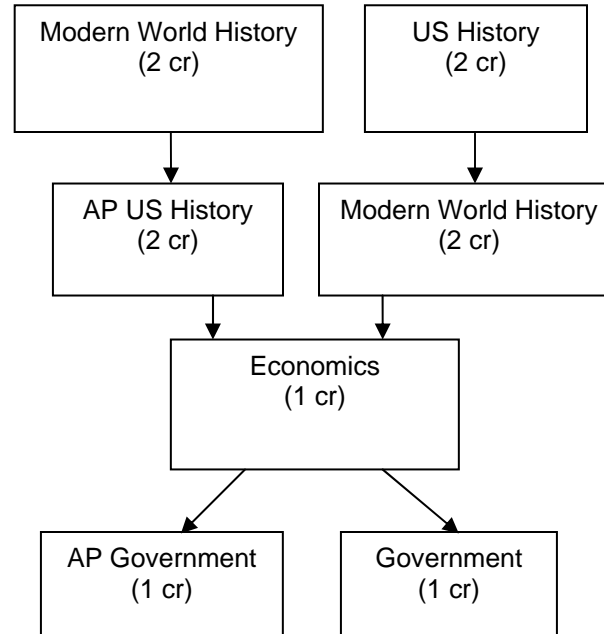 Modern World History
(2 cr)
US History
(2 cr)
AP US History
(2 cr)
Modern World History
(2 cr)
Economics
(1 cr)
AP Government
(1 cr)
Government
(1 cr)